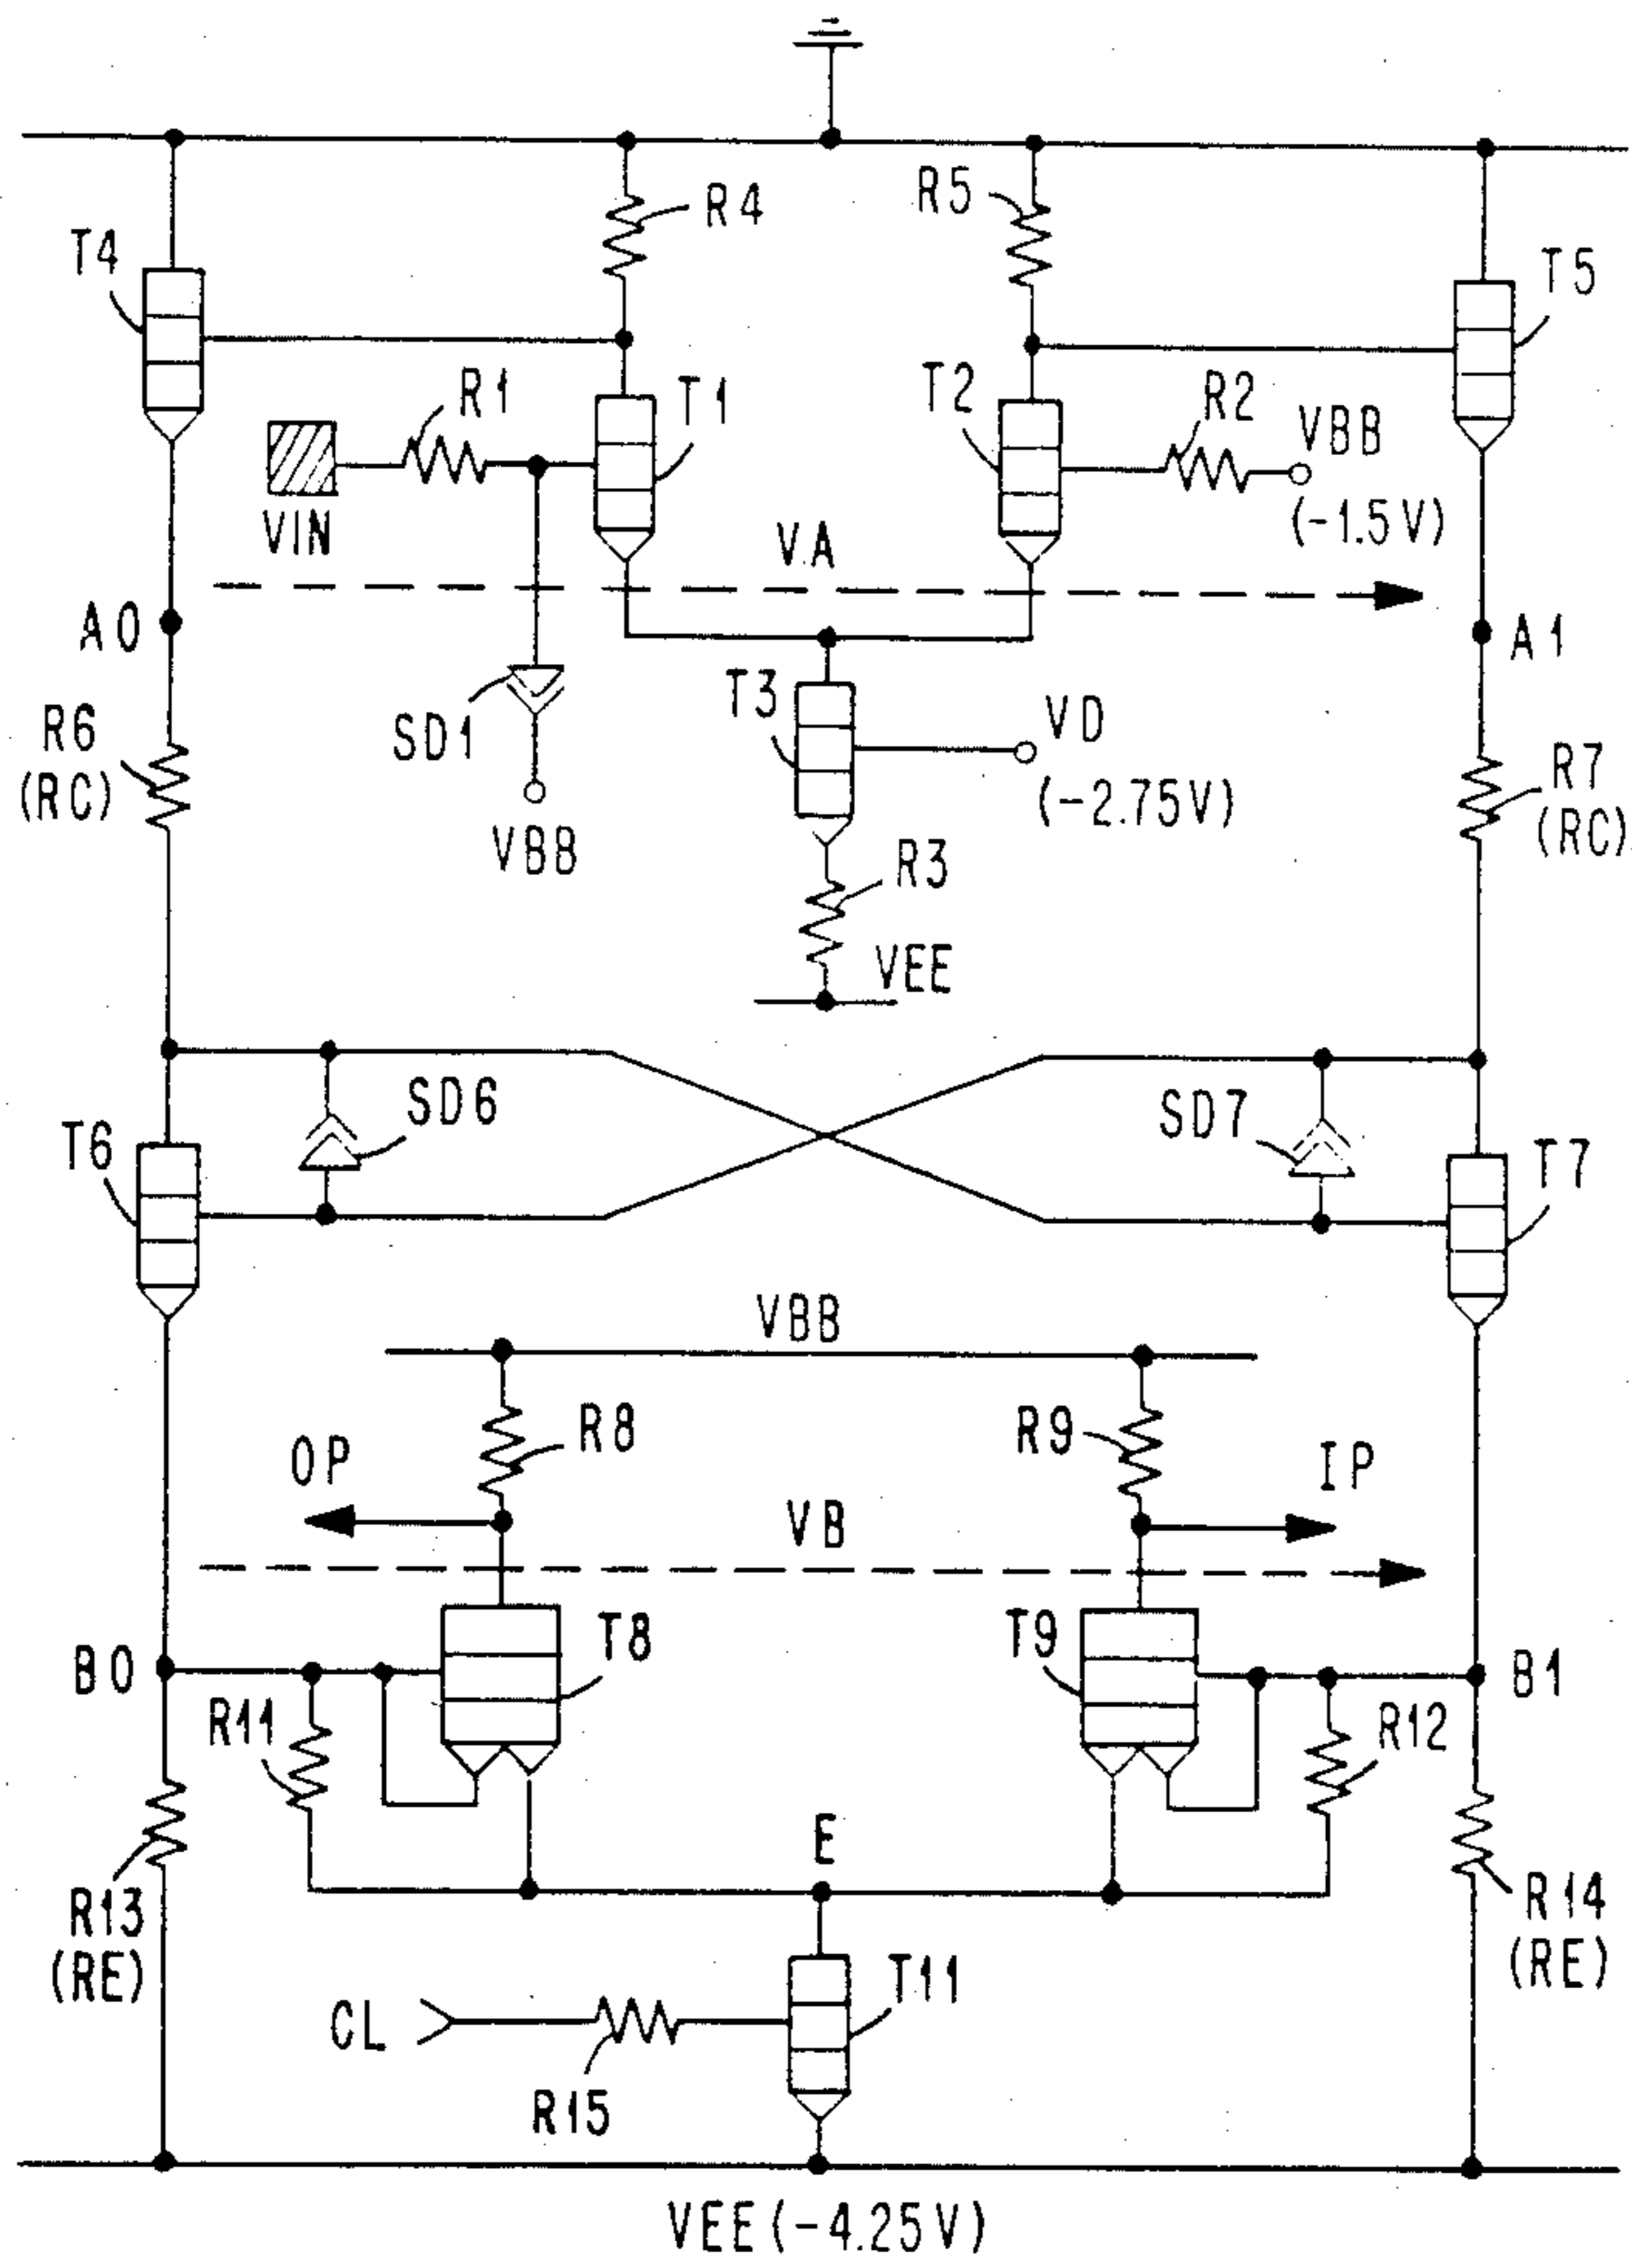 R4
R5
T4
T5
R1
T1
T2
R2
VBB
(-1.5V)
VIN
VA
A0
A1
T3
VD
(-2.75V)
R6
(RC)
SD1
VBB
R7
(RC)
R3
VEE
SD6
SD7
T6
T7
VBB
R8
R9
OP
IP
VB
T8
T9
B0
B1
R11
R12
E
R13
(RE)
R14
(RE)
T11
CL
R15
VEE (-4.25V)